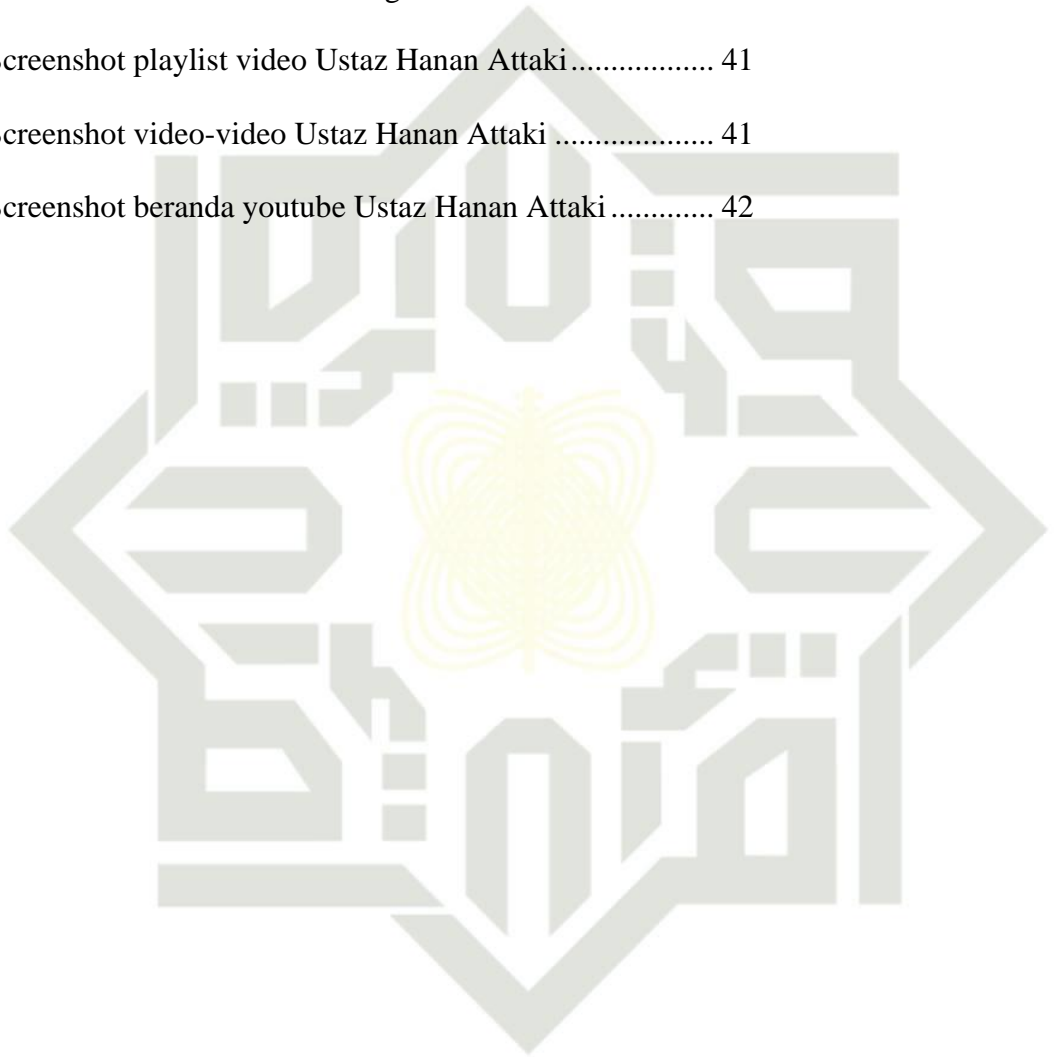 Screenshot playlist video Ustaz Hanan Attaki.................. 41
Screenshot video-video Ustaz Hanan Attaki .................... 41
Screenshot beranda youtube Ustaz Hanan Attaki............. 42